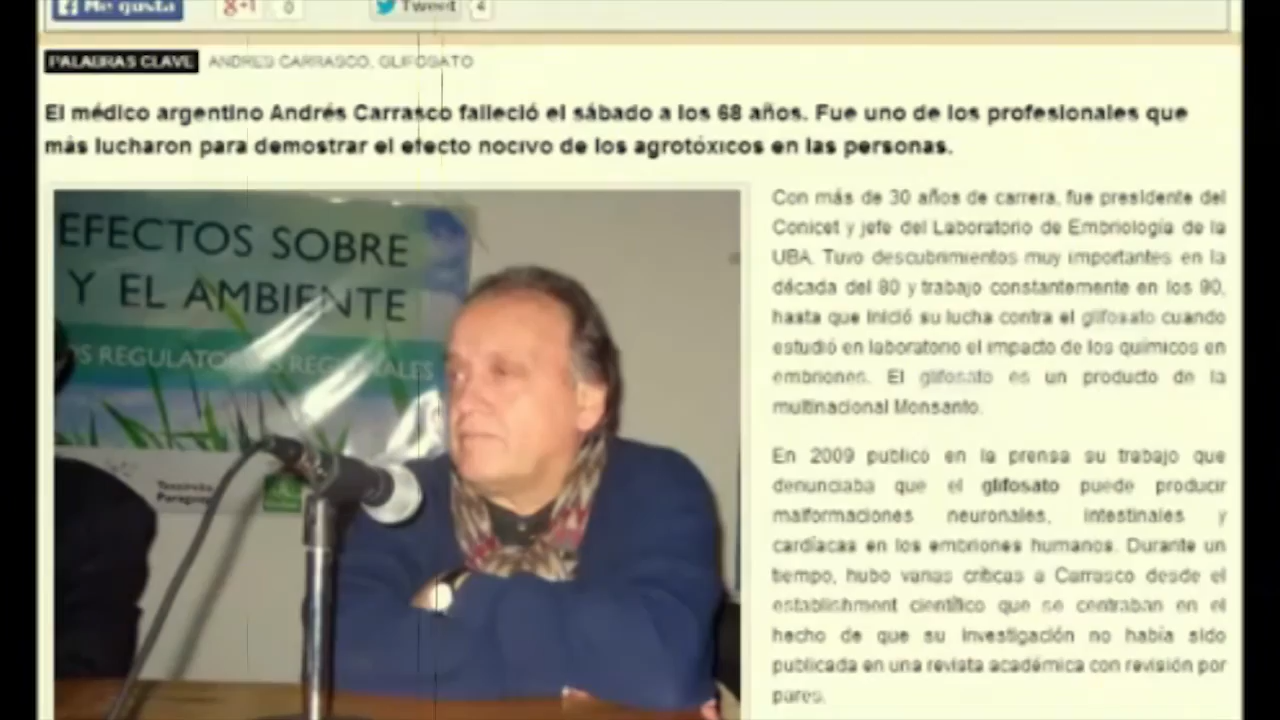 Me gusta
g+1 0
Tweet 4
PALABRAS CLAVE ANDRES CARRASCO, GLIFOSATO
El médico argentino Andrés Carrasco falleció el sábado a los 68 años. Fue uno de los profesionales que
más lucharon para demostrar el efecto nocivo de los agrotóxicos en las personas.
EFECTOS SOBRE
Y EL AMBIENTE
OS REGULATORIOS REGIONALES
Paraguay
Con más de 30 años de carrera, fue presidente del
Conicet y jefe del Laboratorio de Embriología de la
UBA. Tuvo descubrimientos muy importantes en la
década del 80 y trabajo constantemente en los 90,
hasta que inició su lucha contra el glifosato cuando
estudió en laboratorio el impacto de los químicos en
embriones. El glifosato es un producto de la
multinacional Monsanto.
En 2009 publicó en la prensa su trabajo que
denunciaba que el glifosato puede producir
malformaciones neuronales, intestinales y
cardíacas en los embriones humanos. Durante un
tiempo, hubo varias críticas a Carrasco desde el
establishment científico que se centraban en el
hecho de que su investigación no había sido
publicada en una revista académica con revisión por
pares.